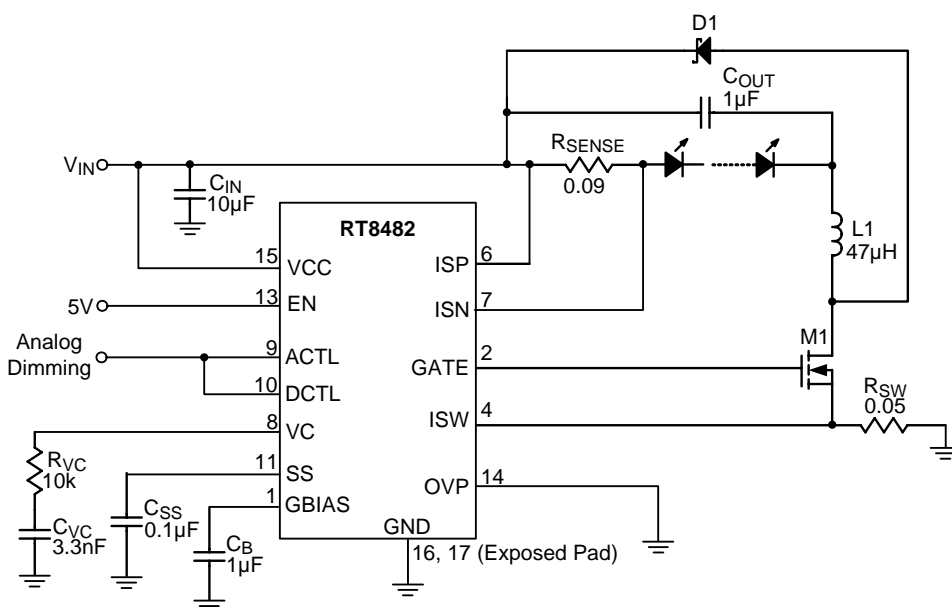 D1
COUT
1µF
VIN
RSENSE
0.09
CIN
10µF
L1
47µH
RT8482
15
VCC
ISP
6
5V
13
EN
ISN
7
Analog
Dimming
9
ACTL
GATE
2
M1
10
DCTL
RSW
0.05
8
VC
ISW
4
RVC
10k
11
SS
OVP
14
1
GBIAS
CSS
0.1µF
GND
CVC
3.3nF
CB
1µF
16, 17 (Exposed Pad)